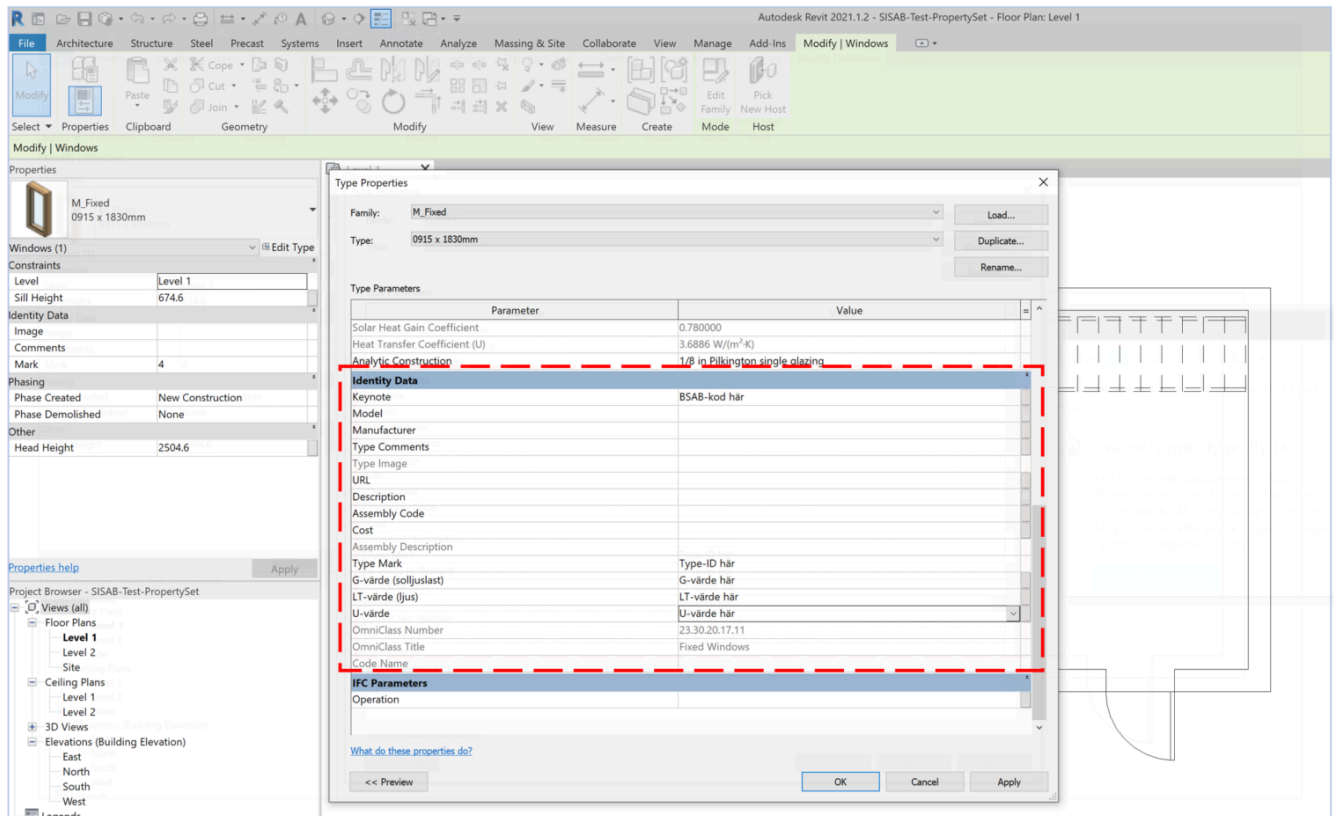 Autodesk Revit 2021.1.2 - SISAB-Test-PropertySet - Floor Plan: Level 1
File Architecture Structure Steel Precast Systems Insert Annotate Analyze Massing & Site Collaborate View Manage Add-Ins Modify | Windows
Modify Paste Cope Cut Join Edit Family Pick New Host
Select Properties Clipboard Geometry Modify View Measure Create Mode Host
Modify | Windows
Properties
M_Fixed
0915 x 1830mm
Windows (1) Edit Type
Constraints
Level Level 1
Sill Height 674.6
Identity Data
Image
Comments
Mark 4
Phasing
Phase Created New Construction
Phase Demolished None
Other
Head Height 2504.6
Properties help Apply
Project Browser - SISAB-Test-PropertySet
Views (all)
Floor Plans
Level 1
Level 2
Site
Ceiling Plans
Level 1
Level 2
3D Views
Elevations (Building Elevation)
East
North
South
West
Legends
Level 1
Type Properties
Family: M_Fixed Load...
Type: 0915 x 1830mm Duplicate...
Rename...
Type Parameters
Parameter Value =
Solar Heat Gain Coefficient 0.780000
Heat Transfer Coefficient (U) 3.6886 W/(m²·K)
Analytic Construction 1/8 in Pilkington single glazing
Identity Data
Keynote BSAB-kod här
Model
Manufacturer
Type Comments
Type Image
URL
Description
Assembly Code
Cost
Assembly Description
Type Mark Type-ID här
G-värde (solljuslast) G-värde här
LT-värde (ljus) LT-värde här
U-värde U-värde här
OmniClass Number 23.30.20.17.11
OmniClass Title Fixed Windows
Code Name
IFC Parameters
Operation
What do these properties do?
<< Preview OK Cancel Apply